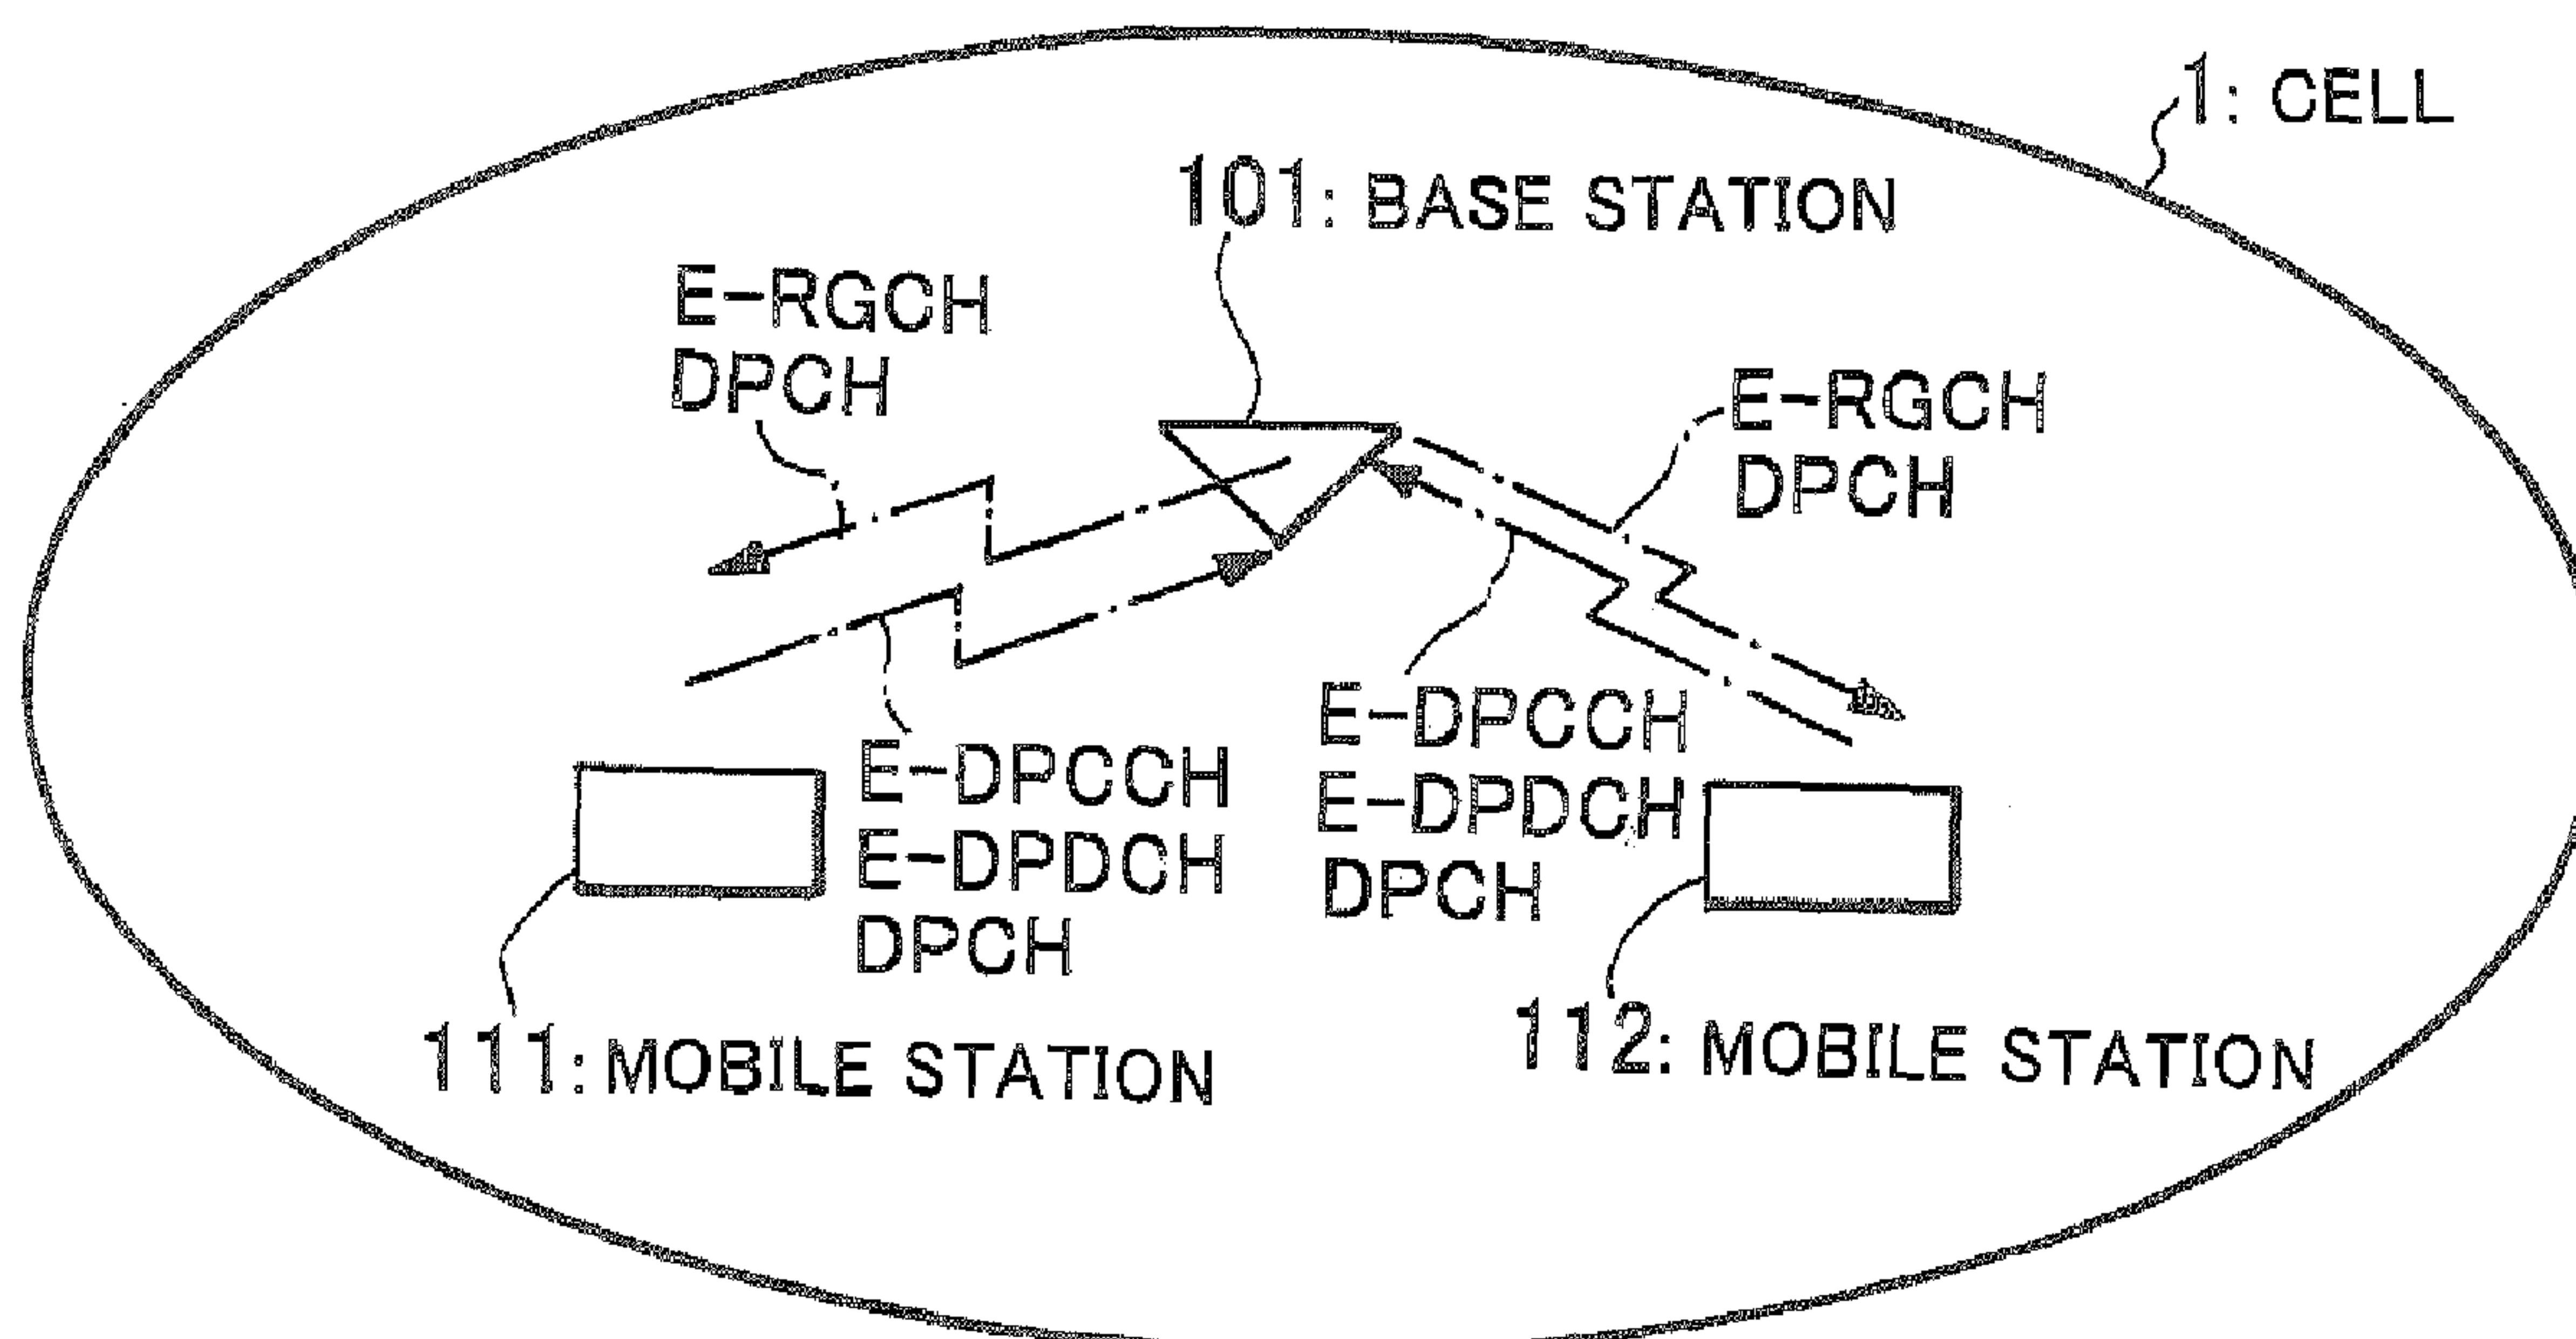 1: CELL
101: BASE STATION
E-RGCH
DPCH
E-RGCH
DPCH
E-DPCCH
E-DPDCH
DPCH
E-DPCCH
E-DPDCH
DPCH
111: MOBILE STATION
112: MOBILE STATION